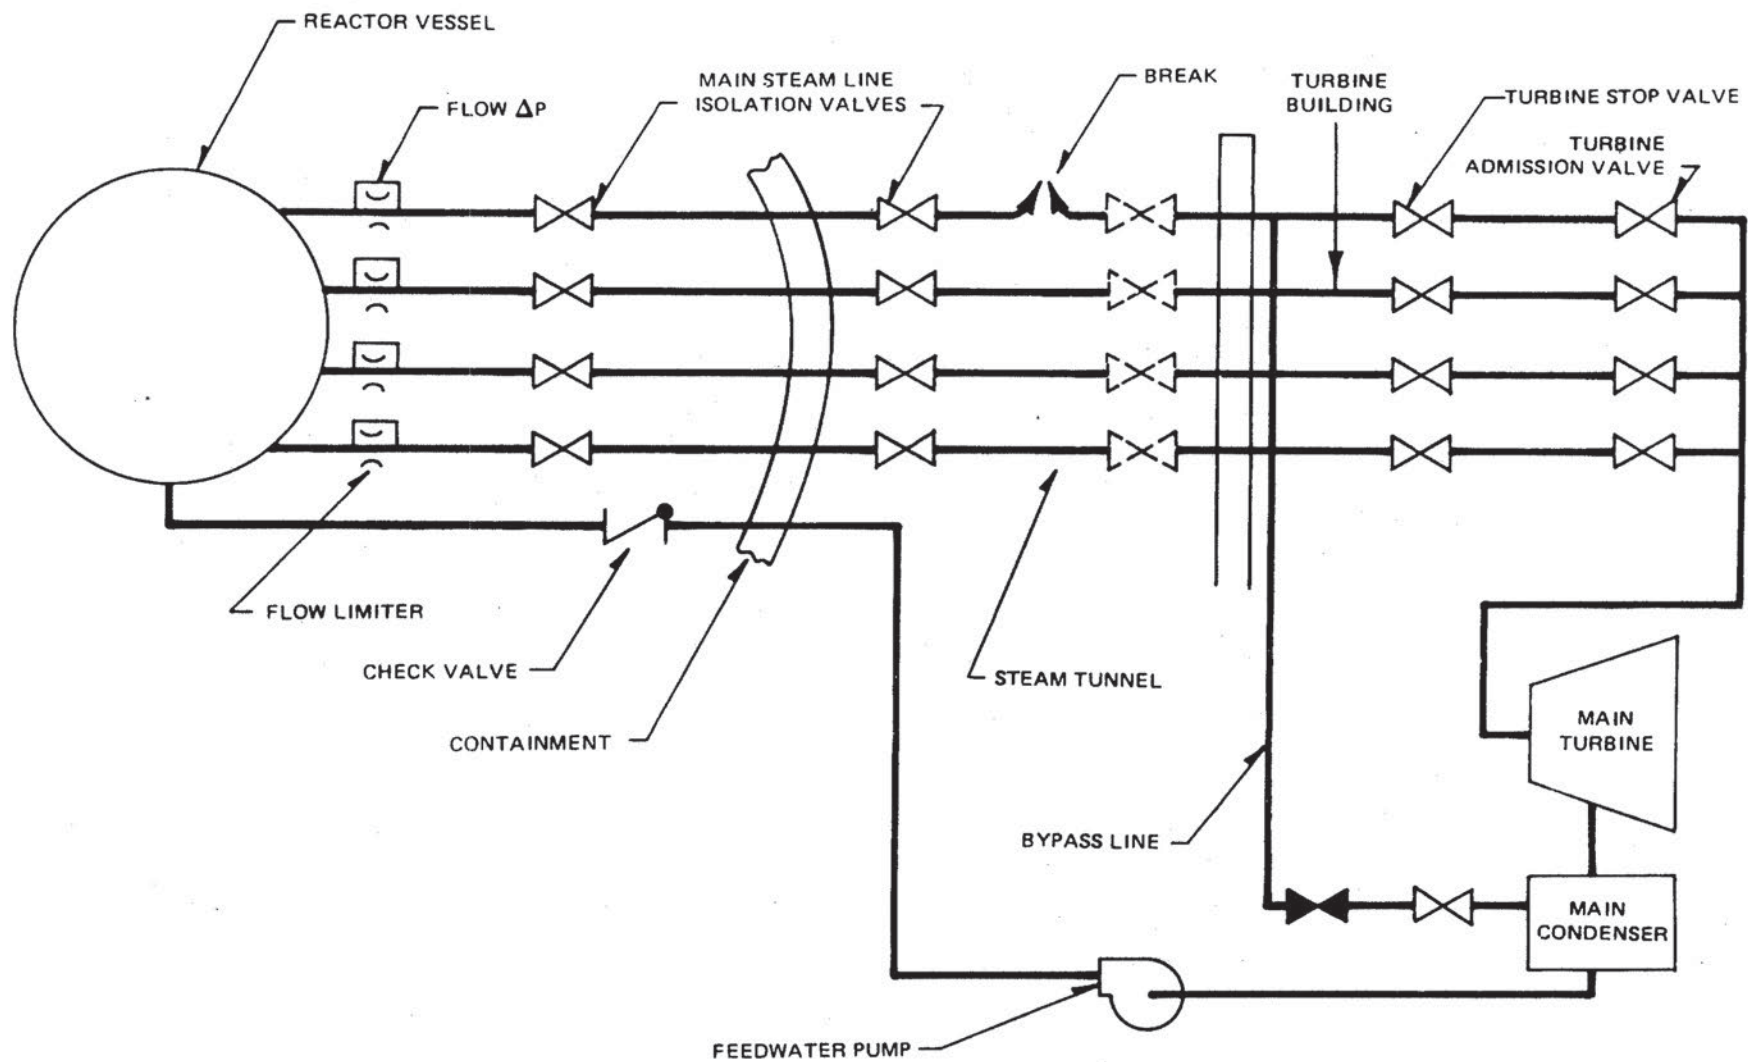 REACTOR VESSEL
FLOW ΔP
MAIN STEAM LINE
ISOLATION VALVES
BREAK
TURBINE
BUILDING
TURBINE STOP VALVE
TURBINE
ADMISSION VALVE
FLOW LIMITER
CHECK VALVE
CONTAINMENT
STEAM TUNNEL
BYPASS LINE
MAIN
TURBINE
MAIN
CONDENSER
FEEDWATER PUMP